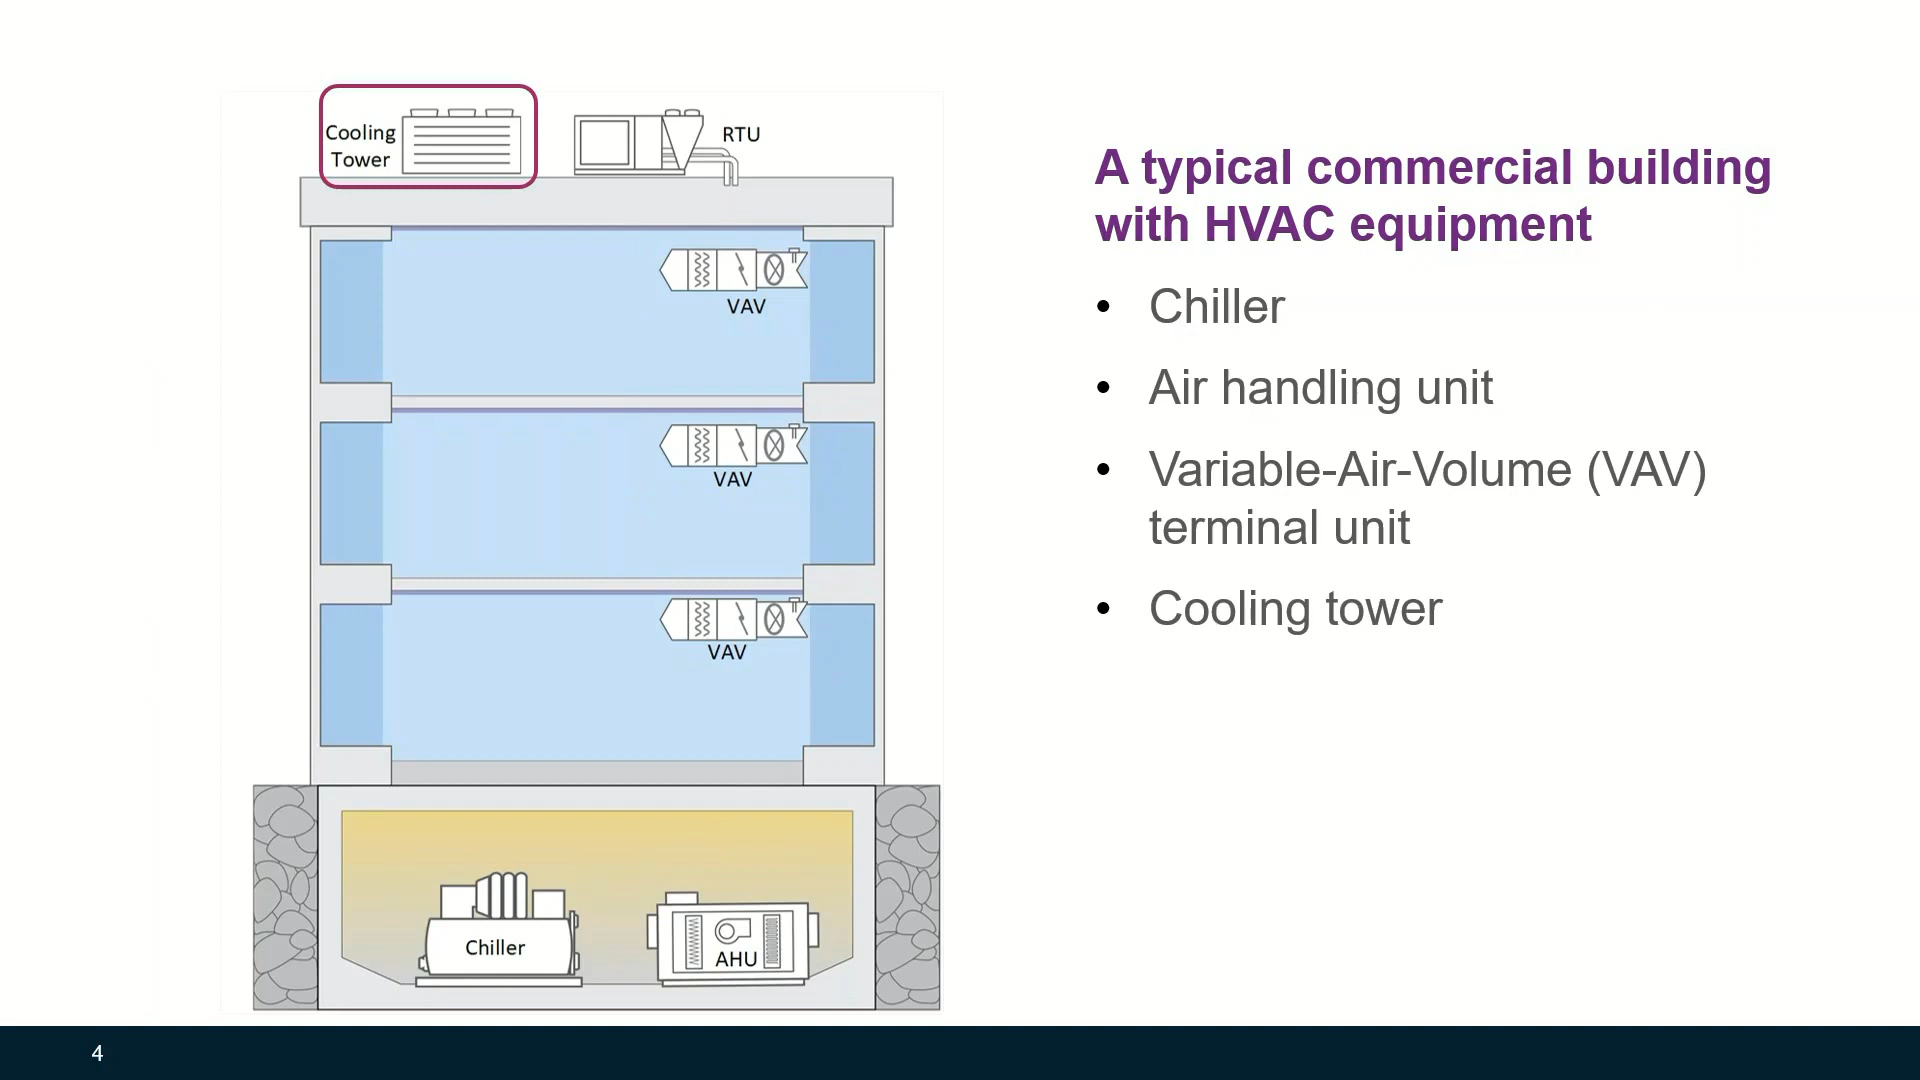 Cooling
Tower
RTU
VAV
VAV
VAV
Chiller
AHU
A typical commercial building
with HVAC equipment
• Chiller
• Air handling unit
• Variable-Air-Volume (VAV)
terminal unit
• Cooling tower
4